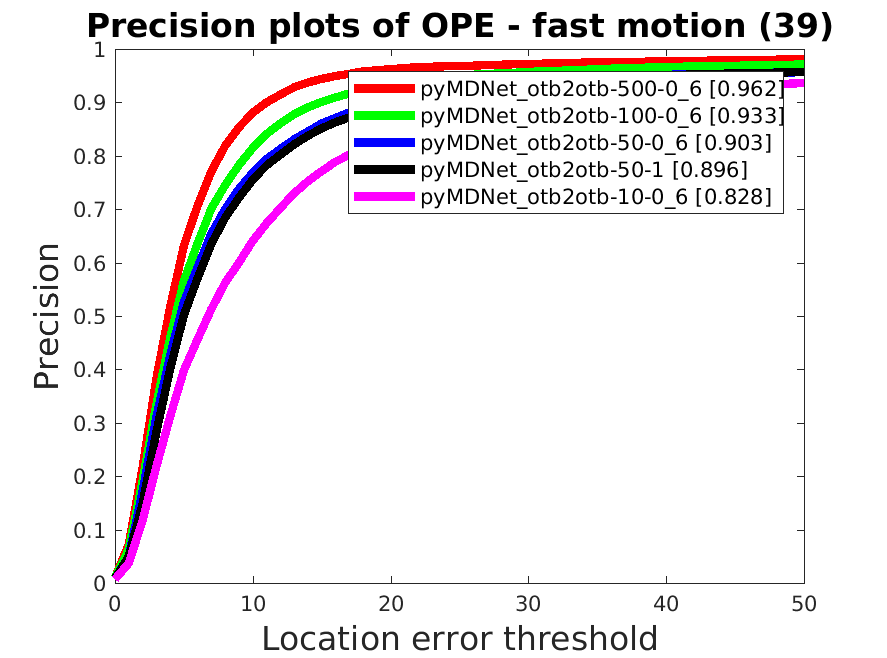 Precision plots of OPE - fast motion (39)
1
0.9
0.8
0.7
0.6
0.5
0.4
0.3
0.2
0.1
0
Precision
pyMDNet_otb2otb-500-0_6 [0.962]
pyMDNet_otb2otb-100-0_6 [0.933]
pyMDNet_otb2otb-50-0_6 [0.903]
pyMDNet_otb2otb-50-1 [0.896]
pyMDNet_otb2otb-10-0_6 [0.828]
0 10 20 30 40 50
Location error threshold